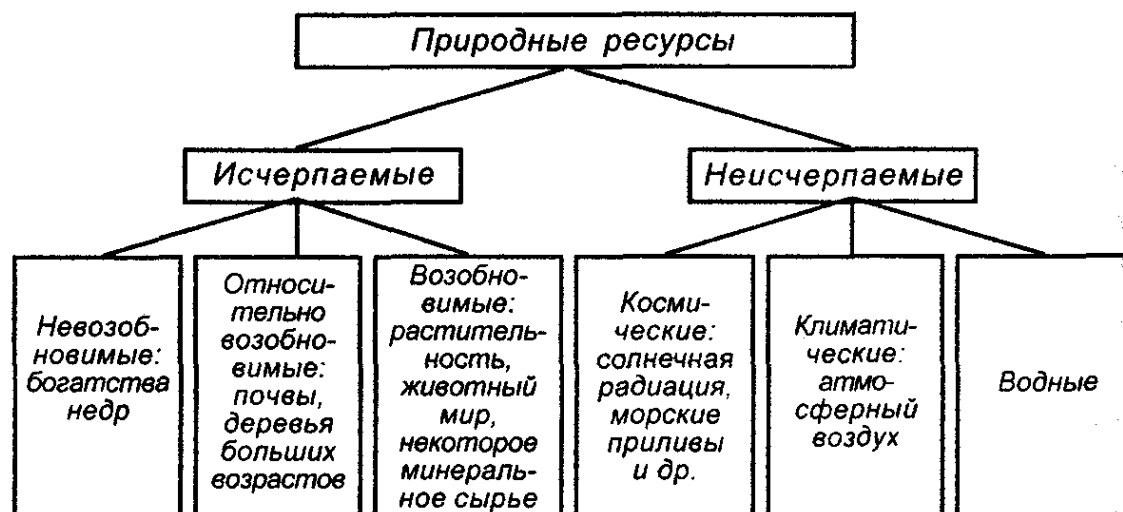 Природные ресурсы
Исчерпаемые
Неисчерпаемые
Невозоб-
новимые:
богатства
недр
Относи-
тельно
возобно-
вимые:
почвы,
деревья
больших
возрастов
Возобно-
вимые:
раститель-
ность,
животный
мир,
некоторое
минераль-
ное сырье
Косми-
ческие:
солнечная
радиация,
морские
приливы
и др.
Климати-
ческие:
атмо-
сферный
воздух
Водные